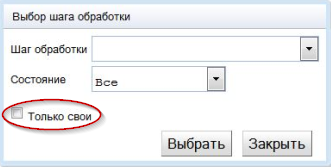 Выбор шага обработки
Шаг обработки
Состояние Все
Только свои
Выбрать Закрыть